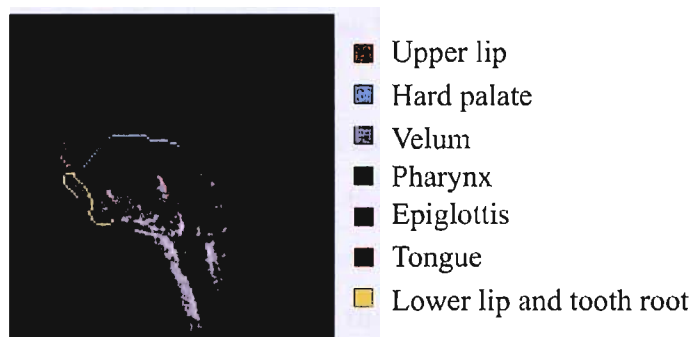 Upper lip
Hard palate
Velum
Pharynx
Epiglottis
Tongue
Lower lip and tooth root